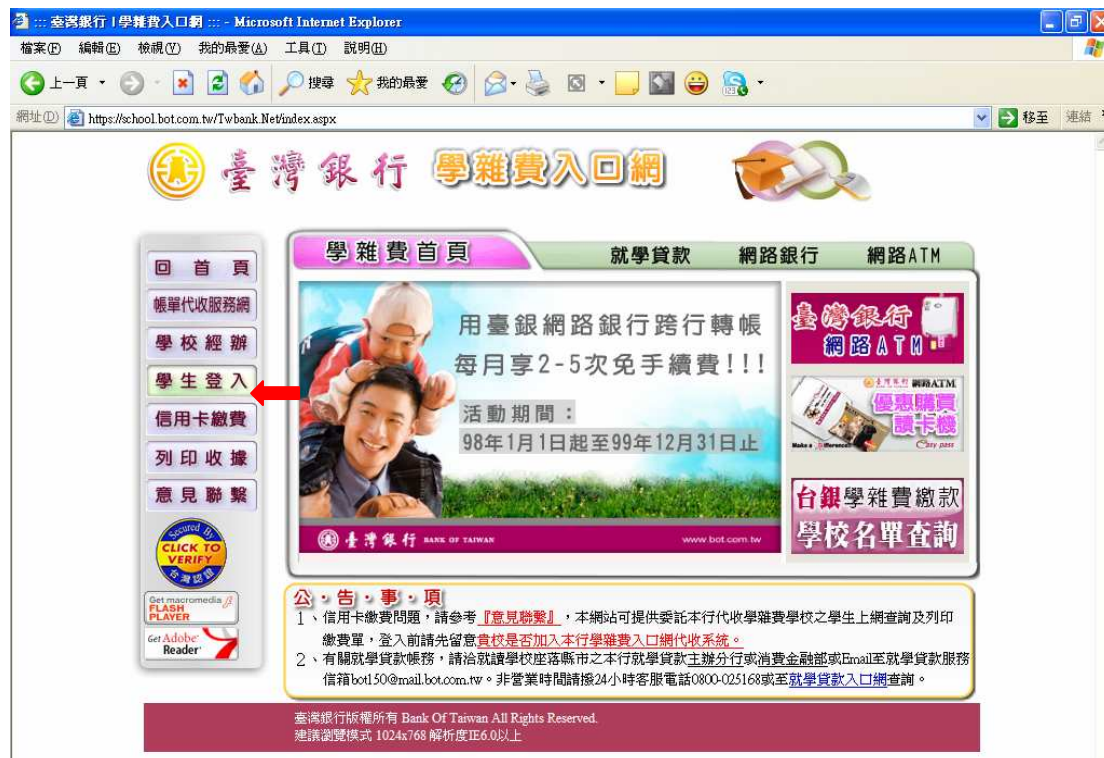 ::: 臺灣銀行 | 學雜費入口網 ::: - Microsoft Internet Explorer
檔案(F) 編輯(E) 檢視(V) 我的最愛(A) 工具(T) 說明(H)
上一頁 搜尋 我的最愛
網址(D) https://school.bot.com.tw/Twbank.Net/index.aspx 移至 連結
臺灣銀行 學雜費入口網
學雜費首頁 就學貸款 網路銀行 網路ATM
回首頁
帳單代收服務網
學校經辦
學生登入
信用卡繳費
列印收據
意見聯繫
Secured By
CLICK TO
VERIFY
台灣認證
Get macromedia
FLASH
PLAYER
Get Adobe
Reader
用臺銀網路銀行跨行轉帳
每月享2-5次免手續費!!!
活動期間：
98年1月1日起至99年12月31日止
臺灣銀行 BANK OF TAIWAN www.bot.com.tw
臺灣銀行
網路ATM
臺灣銀行 網路ATM
優惠購買
讀卡機
Make a Difference Easy pass
台銀學雜費繳款
學校名單查詢
公・告・事・項
1、信用卡繳費問題，請參考『意見聯繫』，本網站可提供委託本行代收學雜費學校之學生上網查詢及列印
繳費單，登入前請先留意貴校是否加入本行學雜費入口網代收系統。
2、有關就學貸款帳務，請洽就讀學校座落縣市之本行就學貸款主辦分行或消費金融部或Email至就學貸款服務
信箱bot150@mail.bot.com.tw。非營業時間請撥24小時客服電話0800-025168或至就學貸款入口網查詢。
臺灣銀行版權所有 Bank Of Taiwan All Rights Reserved.
建議瀏覽模式 1024x768 解析度IE6.0以上